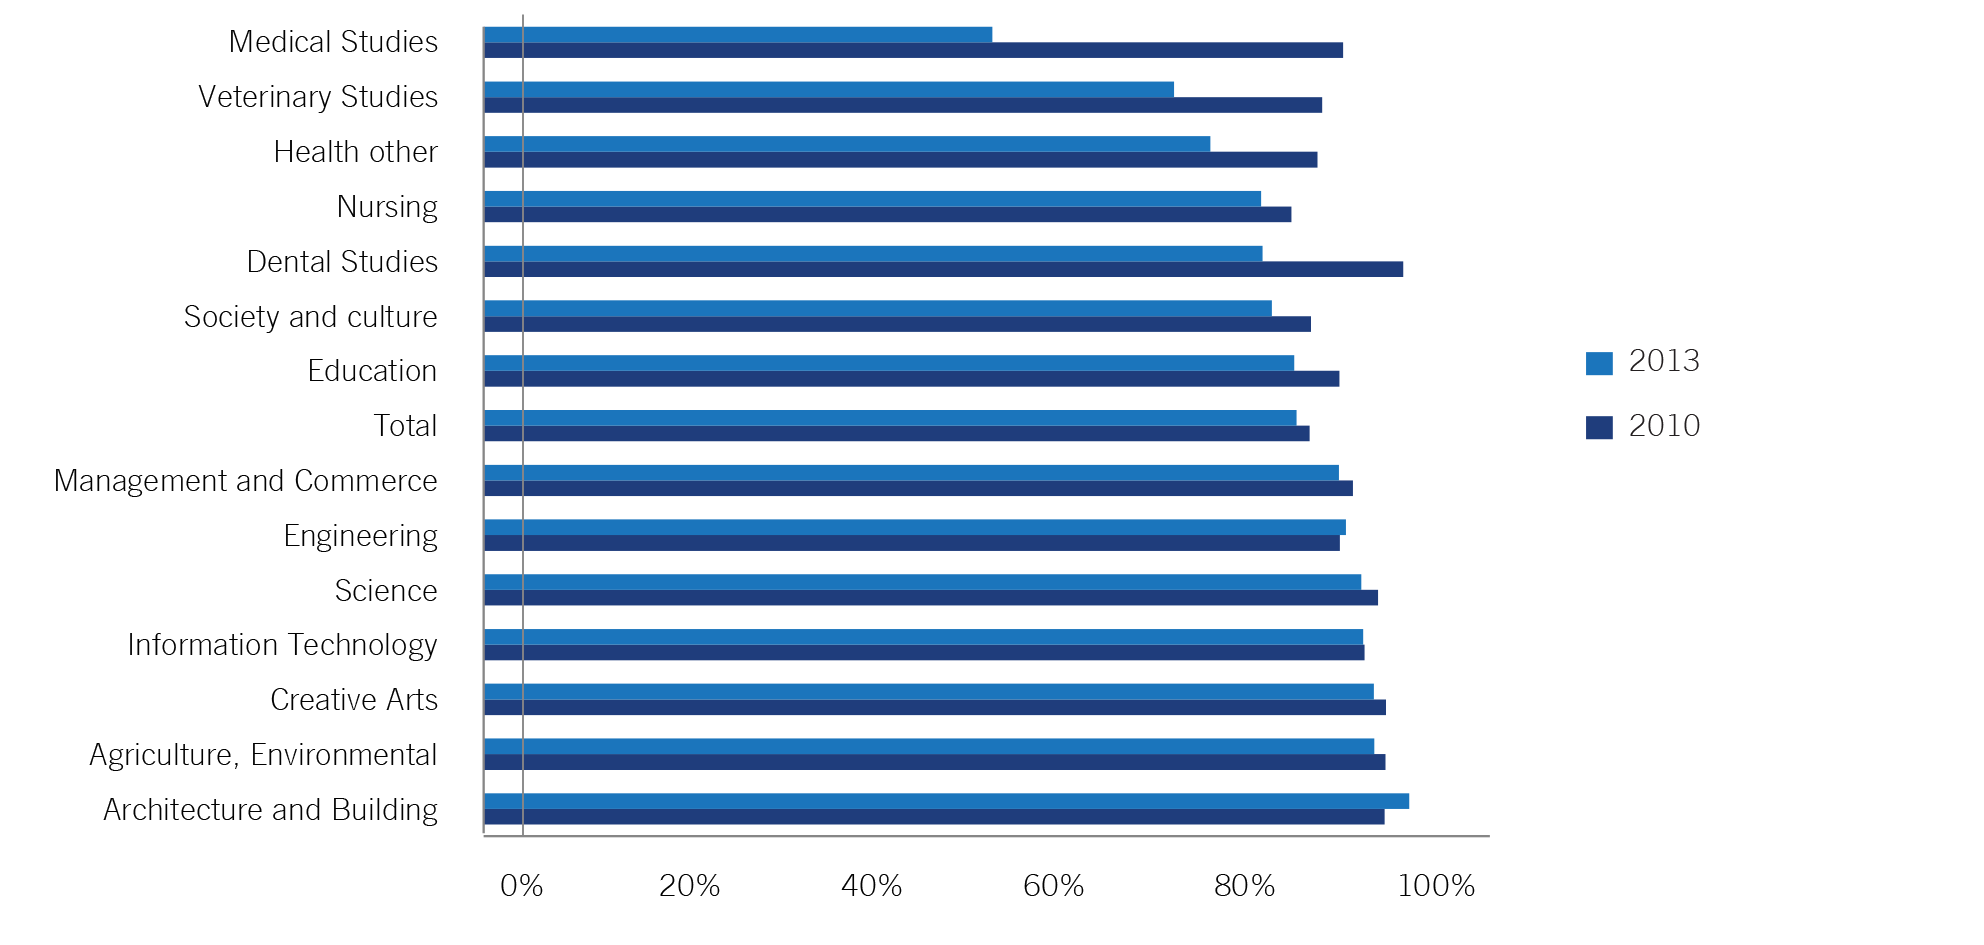 Medical Studies
Veterinary Studies
Health other
Nursing
Dental Studies
Society and culture
Education
Total
Management and Commerce
Engineering
Science
Information Technology
Creative Arts
Agriculture, Environmental
Architecture and Building
2013
2010
0% 20% 40% 60% 80% 100%